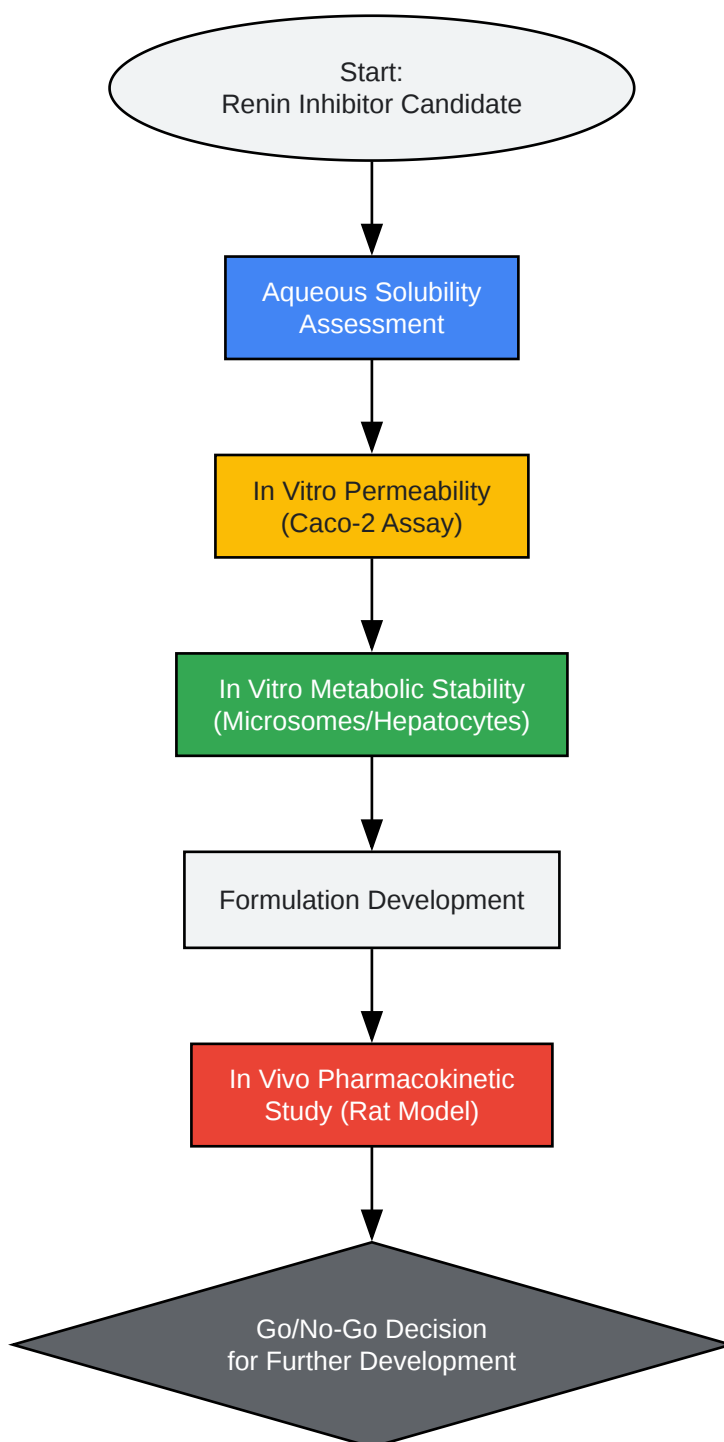 Start:
Renin Inhibitor Candidate
Aqueous Solubility
Assessment
In Vitro Permeability
(Caco-2 Assay)
In Vitro Metabolic Stability
(Microsomes/Hepatocytes)
Formulation Development
In Vivo Pharmacokinetic
Study (Rat Model)
Go/No-Go Decision
for Further Development